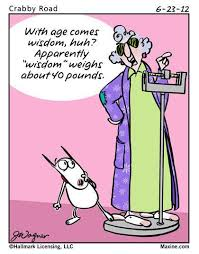 Crabby Road 6-23-12
With age comes
wisdom, huh?
Apparently
"wisdom" weighs
about 40 pounds.
JWagner
©Hallmark Licensing, LLC Maxine.com